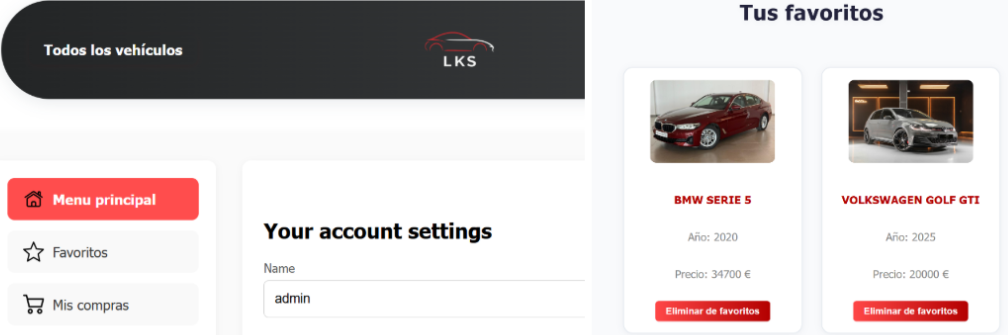 Todos los vehículos
LKS
Menu principal
Favoritos
Mis compras
Your account settings
Name
admin
Tus favoritos
BMW SERIE 5
Año: 2020
Precio: 34700 €
Eliminar de favoritos
VOLKSWAGEN GOLF GTI
Año: 2025
Precio: 20000 €
Eliminar de favoritos